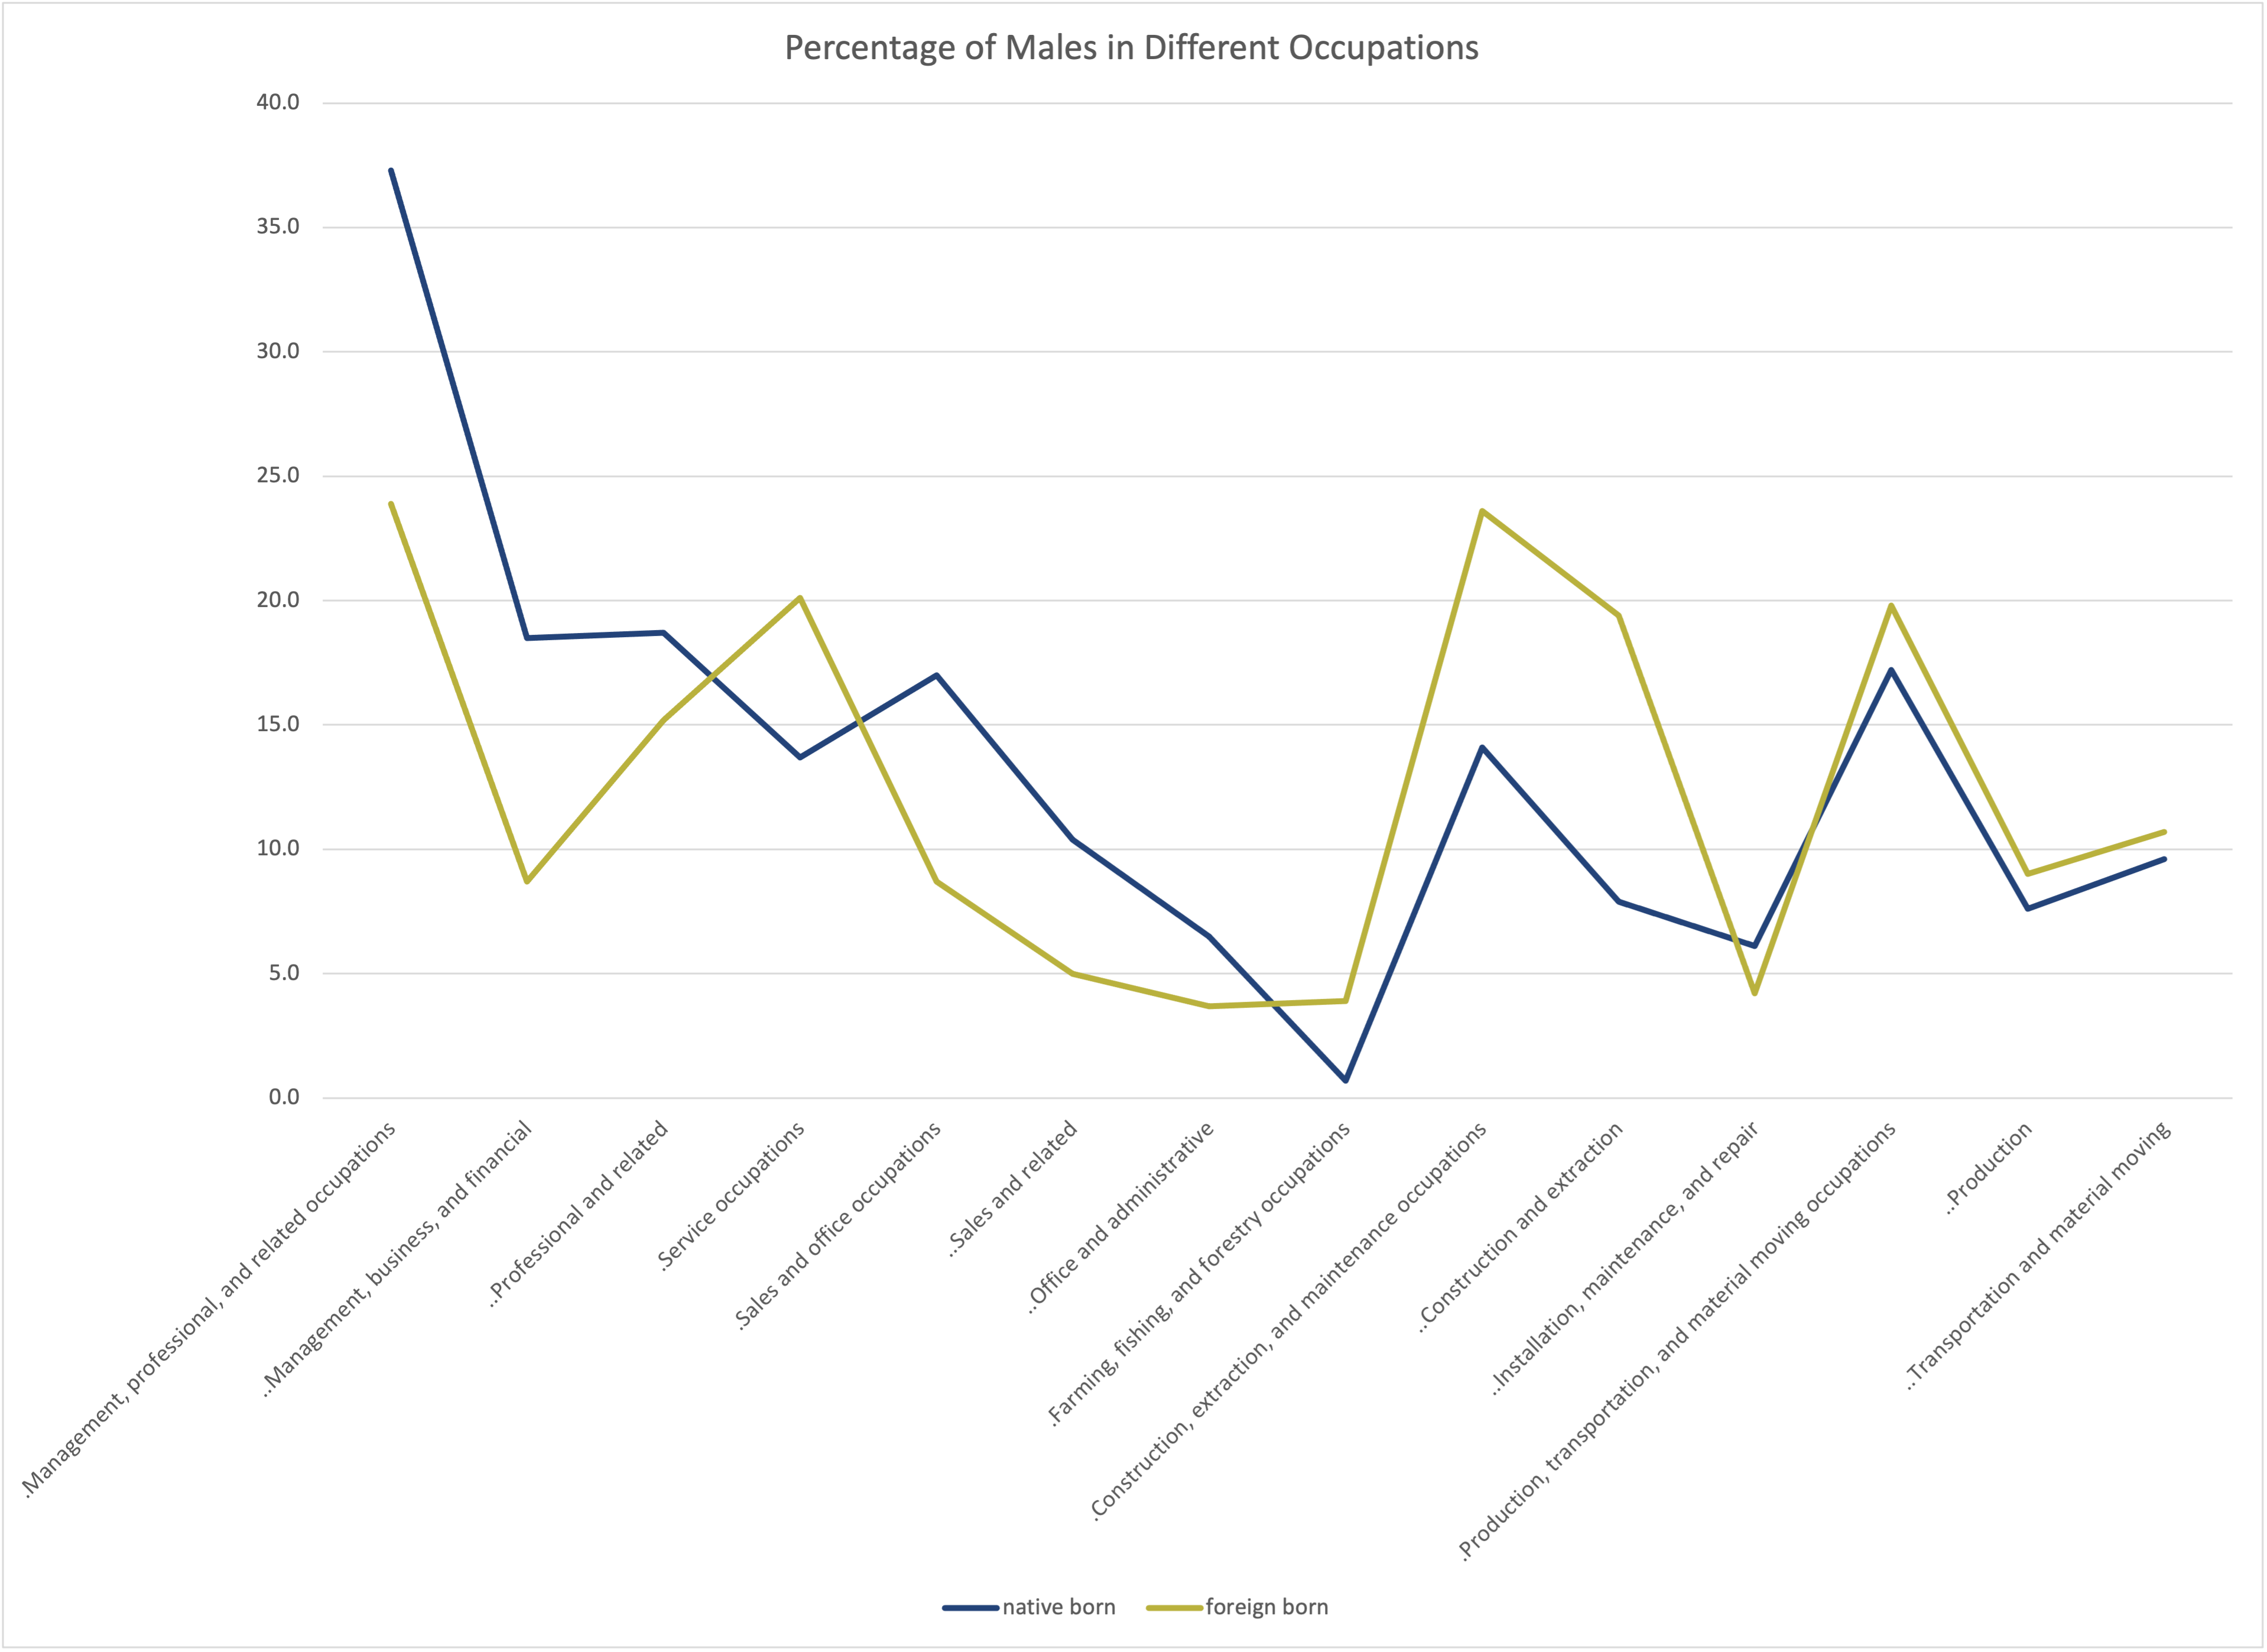 Percentage of Males in Different Occupations
40.0
35.0
30.0
25.0
20.0
15.0
10.0
5.0
0.0
.Management, professional, and related occupations
..Management, business, and financial
..Professional and related
.Service occupations
.Sales and office occupations
..Sales and related
..Office and administrative
.Farming, fishing, and forestry occupations
.Construction, extraction, and maintenance occupations
..Construction and extraction
..Installation, maintenance, and repair
.Production, transportation, and material moving occupations
..Production
..Transportation and material moving
native born
foreign born